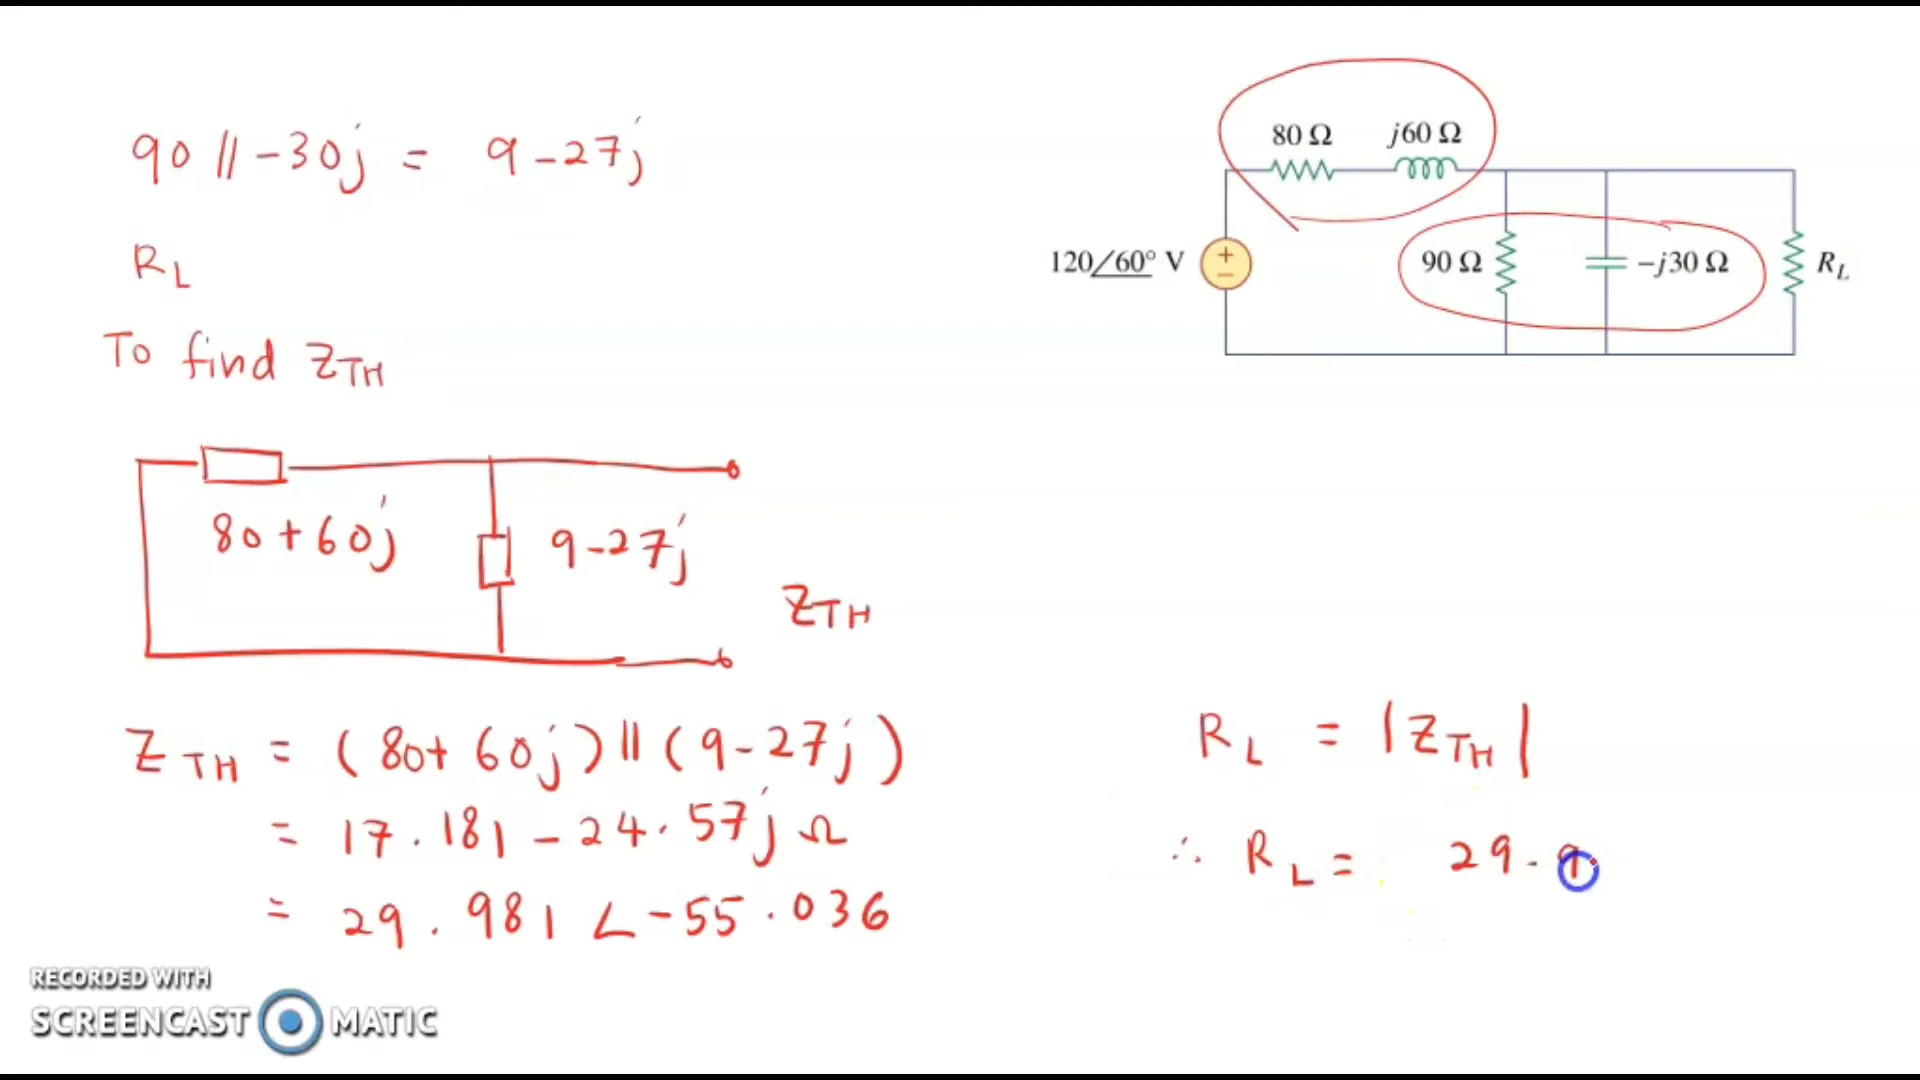 90 || -30j = 9-27j
RL
To find ZTH
80+60j
9-27j
ZTH
ZTH = (80+ 60j) || (9-27j)
= 17.181 - 24.57j Ω
= 29.981 ∠-55.036
80 Ω
j60 Ω
120/60° V
+
−
90 Ω
−j30 Ω
RL
RL = |ZTH|
∴ RL = 29.9
RECORDED WITH
SCREENCAST MATIC